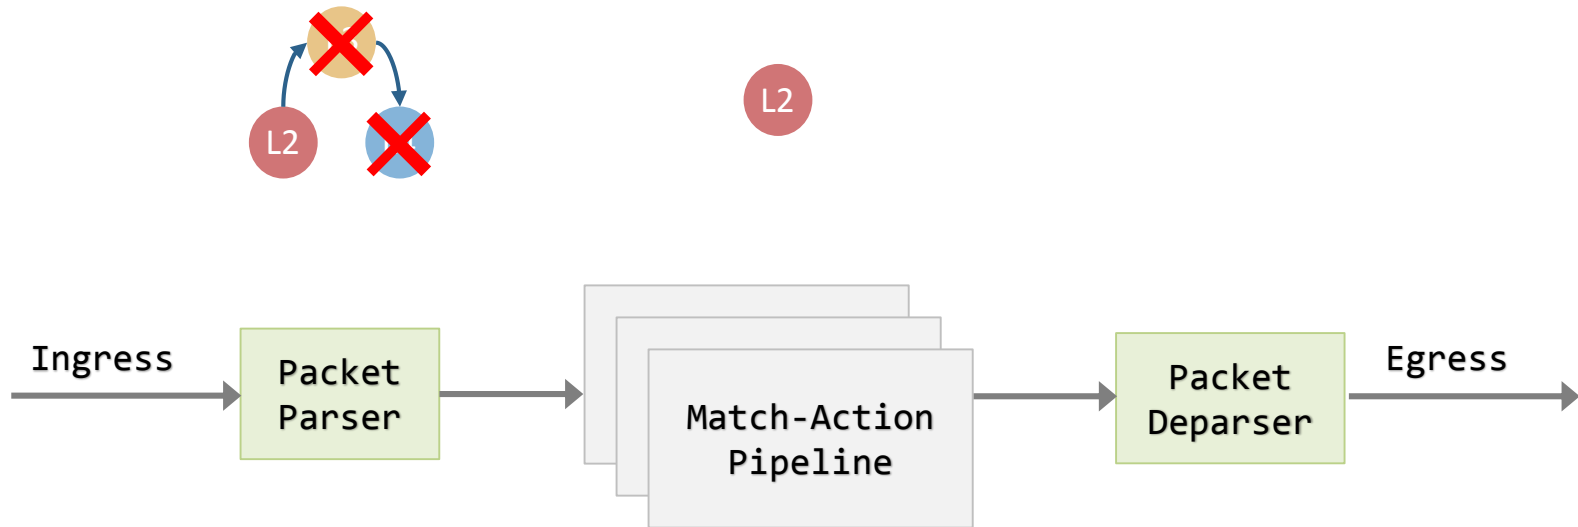 L2
L2
Ingress
Packet
Parser
Match-Action
Pipeline
Packet
Deparser
Egress